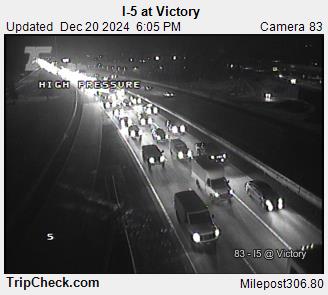 I-5 at Victory
Updated Dec 20 2024 6:05 PM Camera 83
HIGH PRESSURE
S
83 - I5 @ Victory
TripCheck.com Milepost306.80